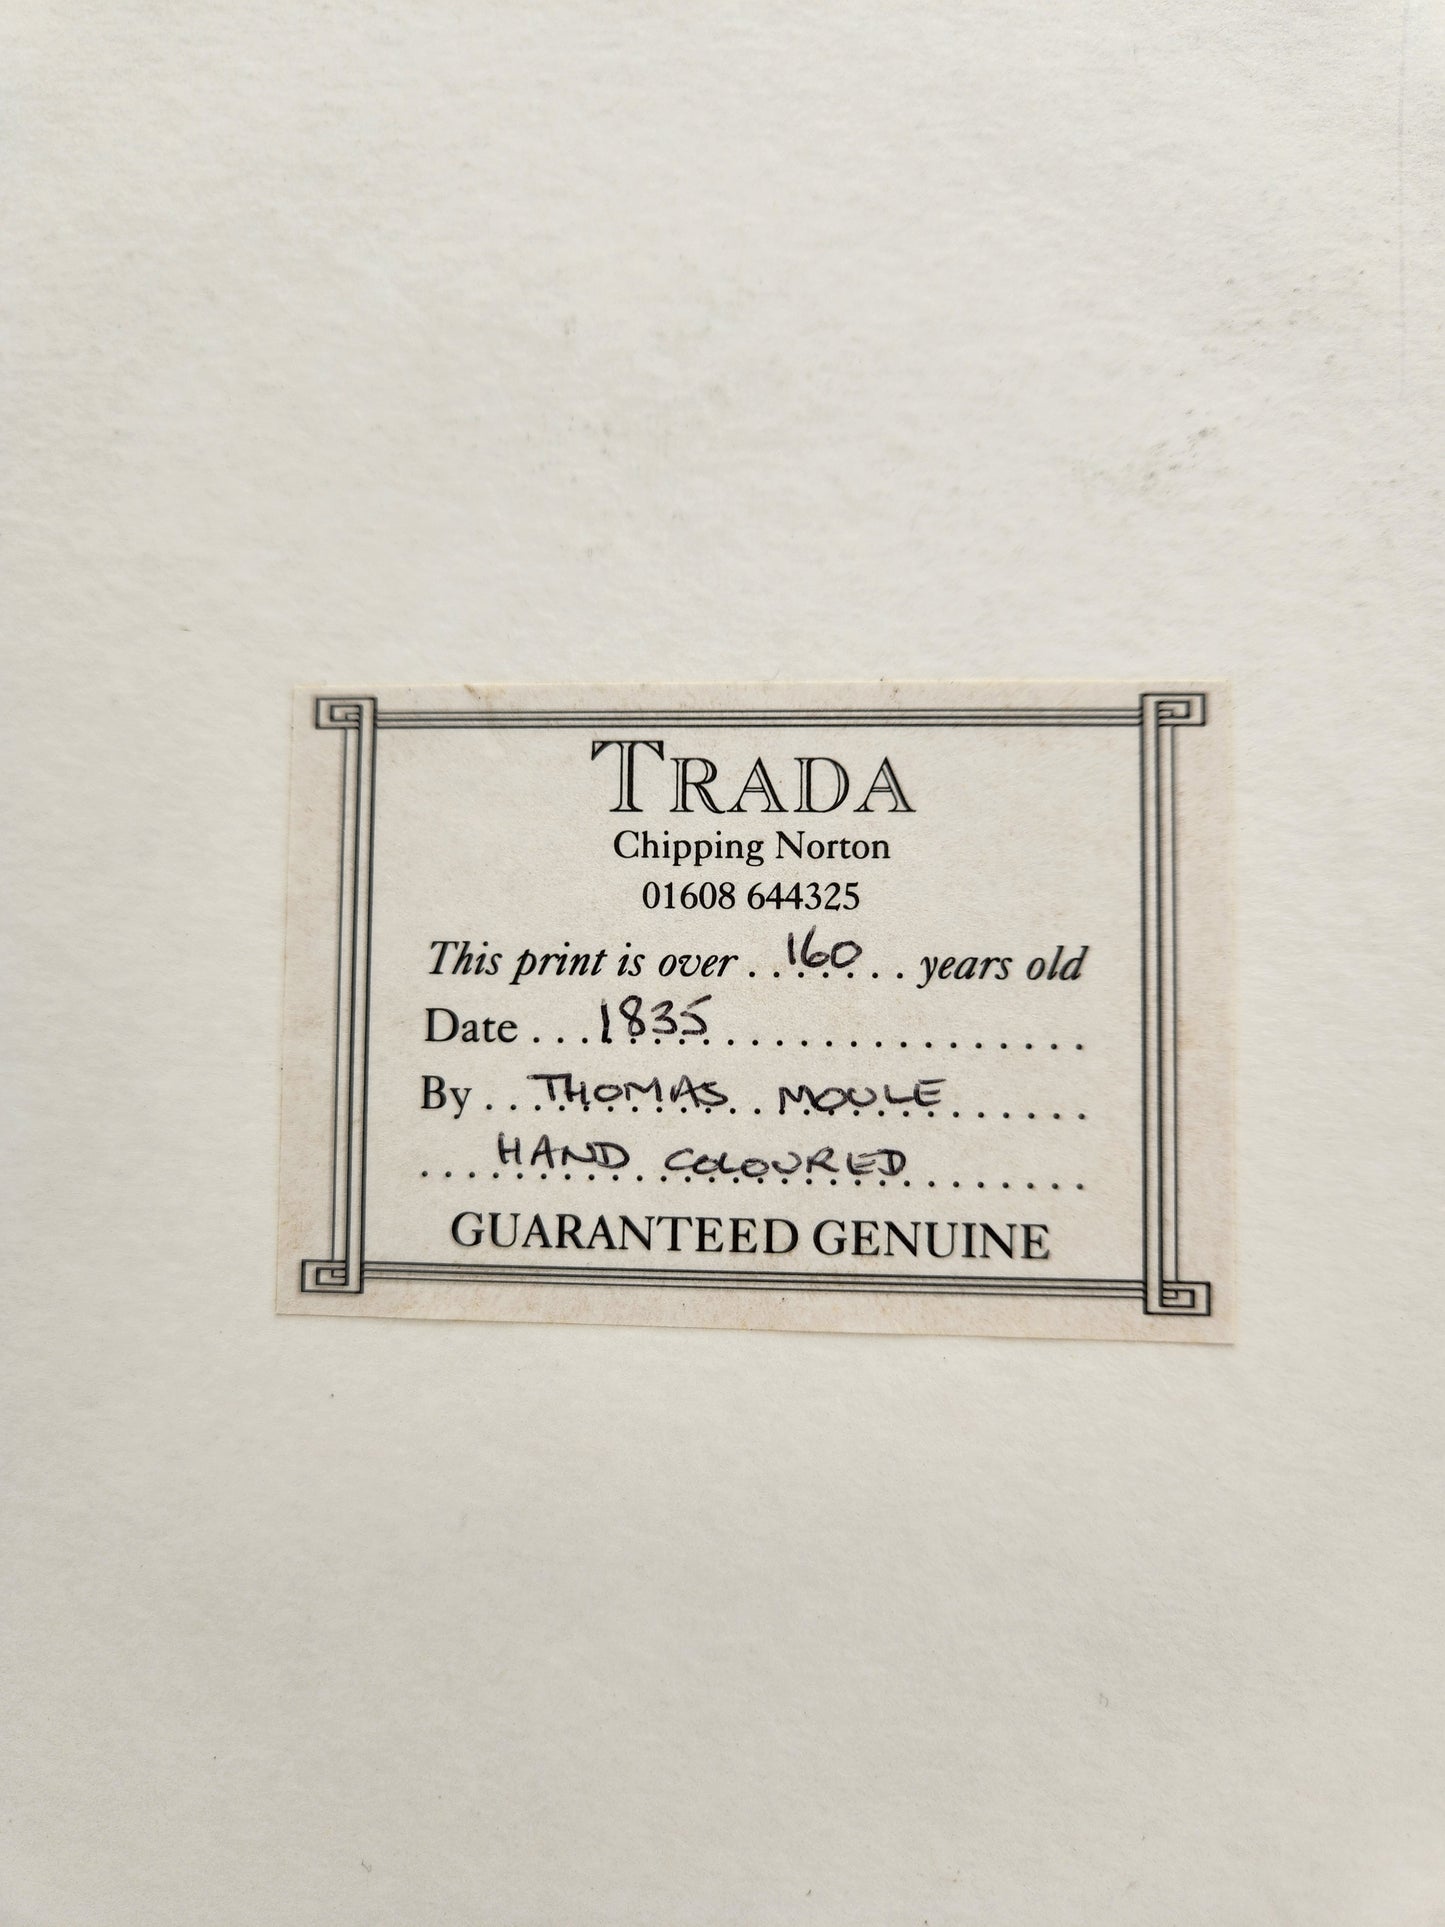 TRADA
Chipping Norton
01608 644325
This print is over . . 160 . . years old
Date . . . 1835 . . . . . . . . . . . . . . . .
By . . . THOMAS MOULE . . . . . .
. . . . HAND COLOURED . . . . . . . .
GUARANTEED GENUINE